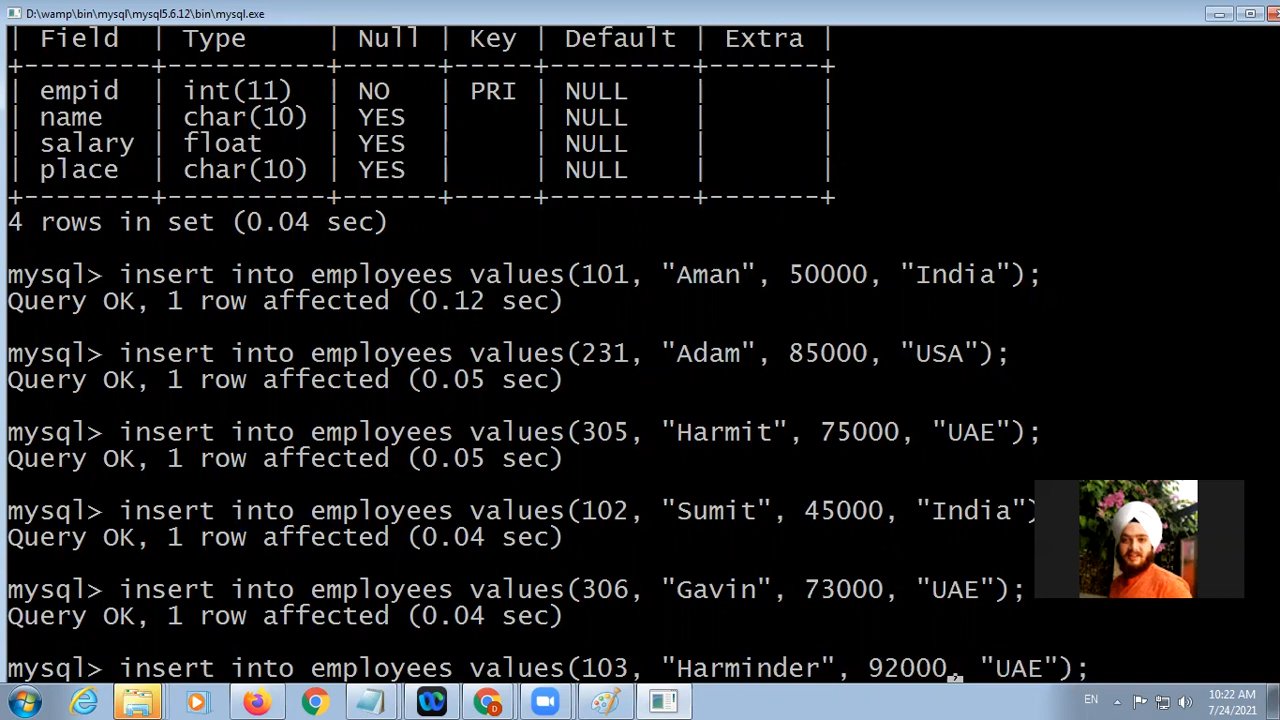 D:\wamp\bin\mysql\mysql5.6.12\bin\mysql.exe
| Field | Type | Null | Key | Default | Extra |
+--------+----------+------+-----+---------+-------+
| empid | int(11) | NO | PRI | NULL | |
| name | char(10) | YES | | NULL | |
| salary | float | YES | | NULL | |
| place | char(10) | YES | | NULL | |
+--------+----------+------+-----+---------+-------+
4 rows in set (0.04 sec)
mysql> insert into employees values(101, "Aman", 50000, "India");
Query OK, 1 row affected (0.12 sec)
mysql> insert into employees values(231, "Adam", 85000, "USA");
Query OK, 1 row affected (0.05 sec)
mysql> insert into employees values(305, "Harmit", 75000, "UAE");
Query OK, 1 row affected (0.05 sec)
mysql> insert into employees values(102, "Sumit", 45000, "India")
Query OK, 1 row affected (0.04 sec)
mysql> insert into employees values(306, "Gavin", 73000, "UAE");
Query OK, 1 row affected (0.04 sec)
mysql> insert into employees values(103, "Harminder", 92000, "UAE");
EN
10:22 AM
7/24/2021